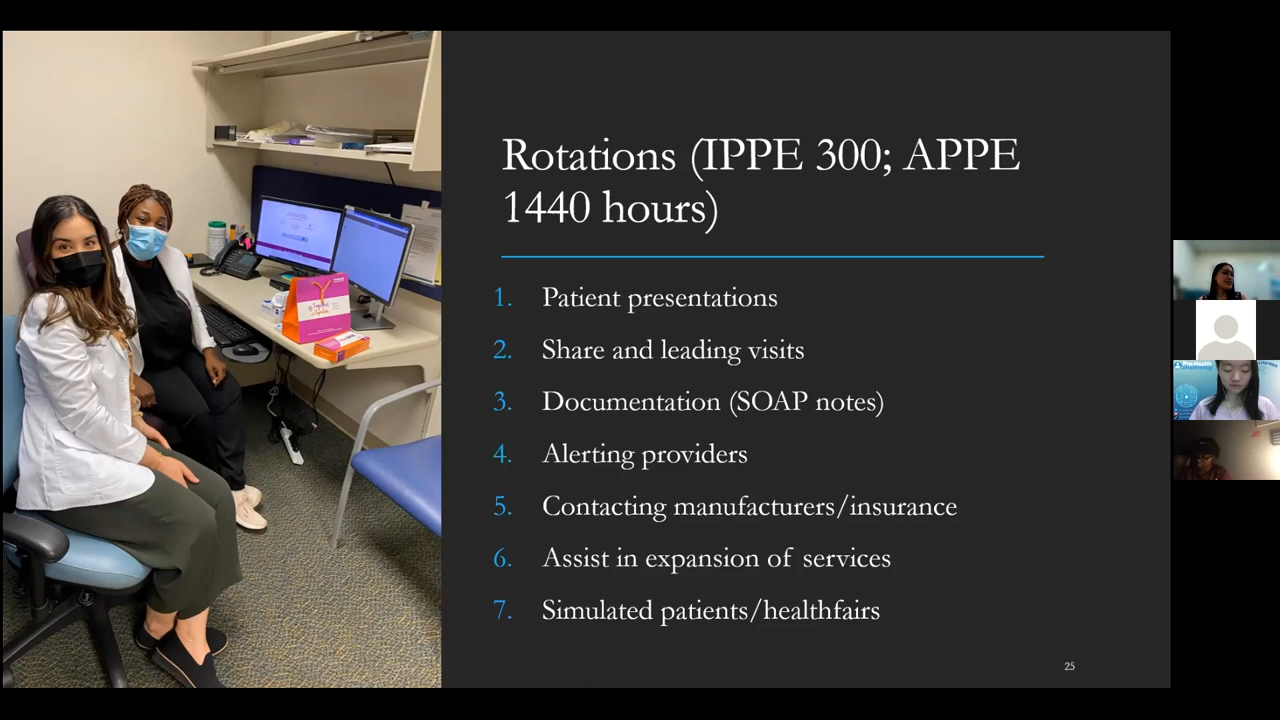 Rotations (IPPE 300; APPE
1440 hours)
1. Patient presentations
2. Share and leading visits
3. Documentation (SOAP notes)
4. Alerting providers
5. Contacting manufacturers/insurance
6. Assist in expansion of services
7. Simulated patients/healthfairs
25